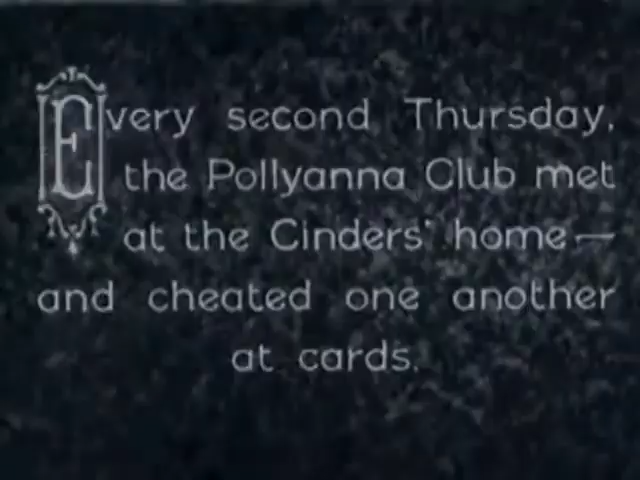 Every second Thursday,
the Pollyanna Club met
at the Cinders' home—
and cheated one another
at cards.